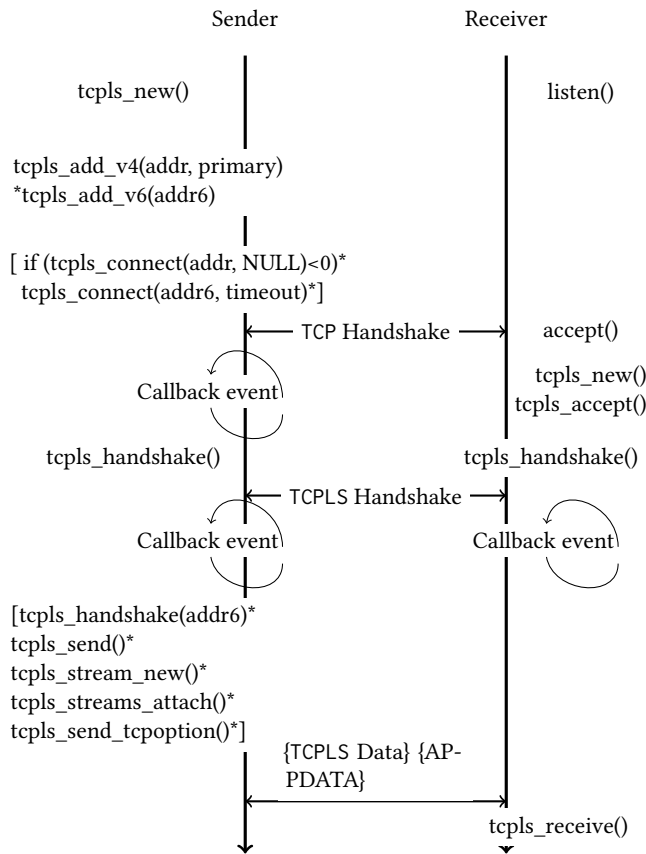 Sender Receiver
tcpls_new() listen()
tcpls_add_v4(addr, primary)
*tcpls_add_v6(addr6)
[ if (tcpls_connect(addr, NULL)<0)*
tcpls_connect(addr6, timeout)*]
TCP Handshake accept()
tcpls_new()
Callback event tcpls_accept()
tcpls_handshake() tcpls_handshake()
TCPLS Handshake
Callback event Callback event
[tcpls_handshake(addr6)*
tcpls_send()*
tcpls_stream_new()*
tcpls_streams_attach()*
tcpls_send_tcpoption()*]
{TCPLS Data} {AP-
PDATA}
tcpls_receive()